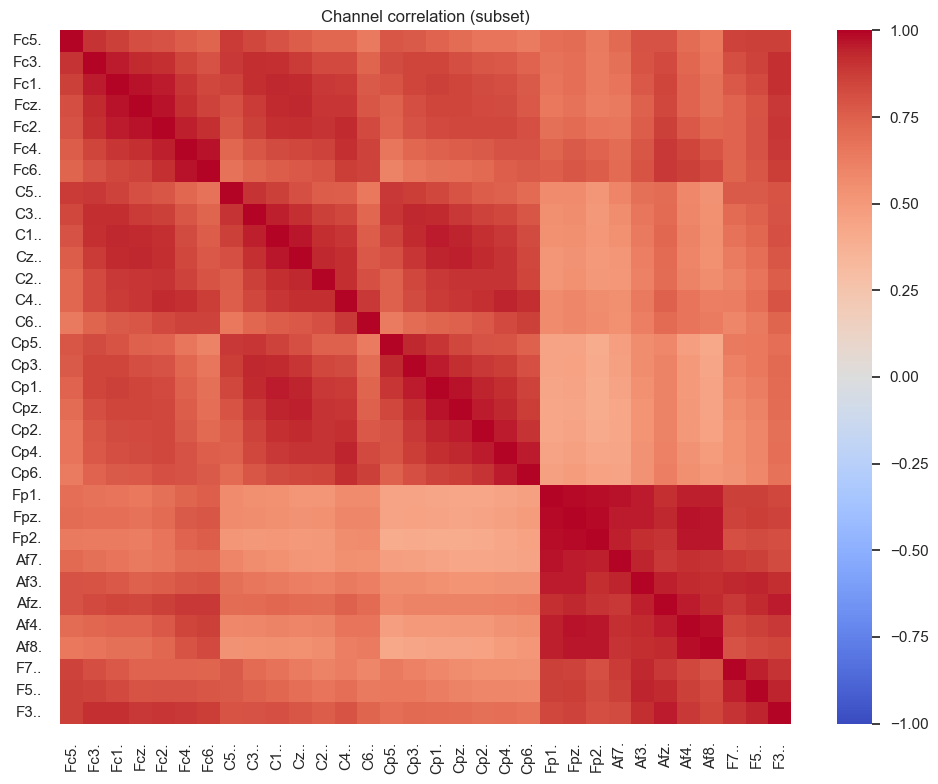 Channel correlation (subset)
Fc5.
Fc3.
Fc1.
Fcz.
Fc2.
Fc4.
Fc6.
C5..
C3..
C1..
Cz..
C2..
C4..
C6..
Cp5.
Cp3.
Cp1.
Cpz.
Cp2.
Cp4.
Cp6.
Fp1.
Fpz.
Fp2.
Af7.
Af3.
Afz.
Af4.
Af8.
F7..
F5..
F3..
Fc5. Fc3. Fc1. Fcz. Fc2. Fc4. Fc6. C5.. C3.. C1.. Cz.. C2.. C4.. C6.. Cp5. Cp3. Cp1. Cpz. Cp2. Cp4. Cp6. Fp1. Fpz. Fp2. Af7. Af3. Afz. Af4. Af8. F7.. F5.. F3..
1.00
0.75
0.50
0.25
0.00
−0.25
−0.50
−0.75
−1.00